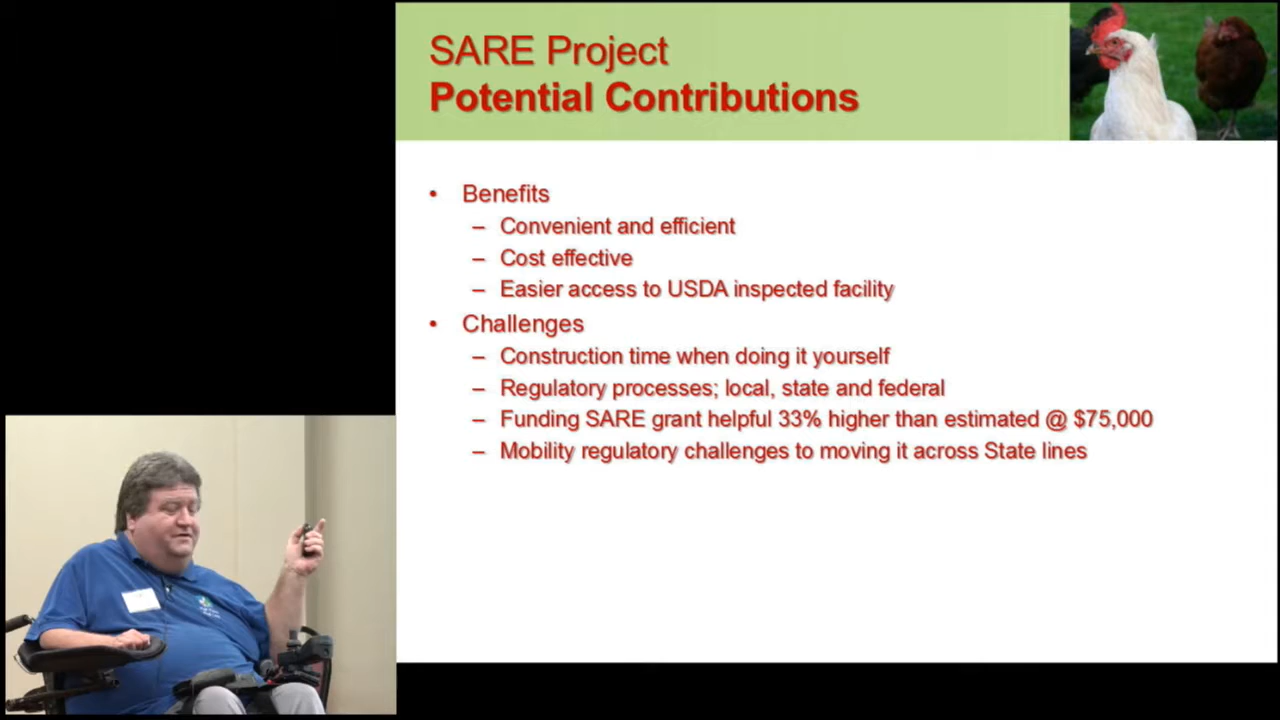 SARE Project
Potential Contributions
• Benefits
– Convenient and efficient
– Cost effective
– Easier access to USDA inspected facility
• Challenges
– Construction time when doing it yourself
– Regulatory processes; local, state and federal
– Funding SARE grant helpful 33% higher than estimated @ $75,000
– Mobility regulatory challenges to moving it across State lines